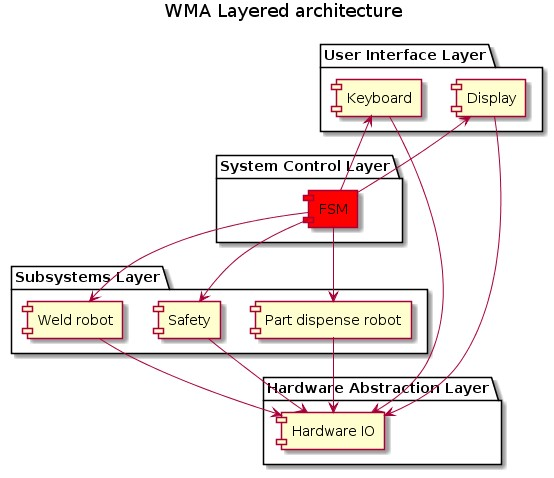 WMA Layered architecture
User Interface Layer
Keyboard
Display
System Control Layer
FSM
Subsystems Layer
Weld robot
Safety
Part dispense robot
Hardware Abstraction Layer
Hardware IO